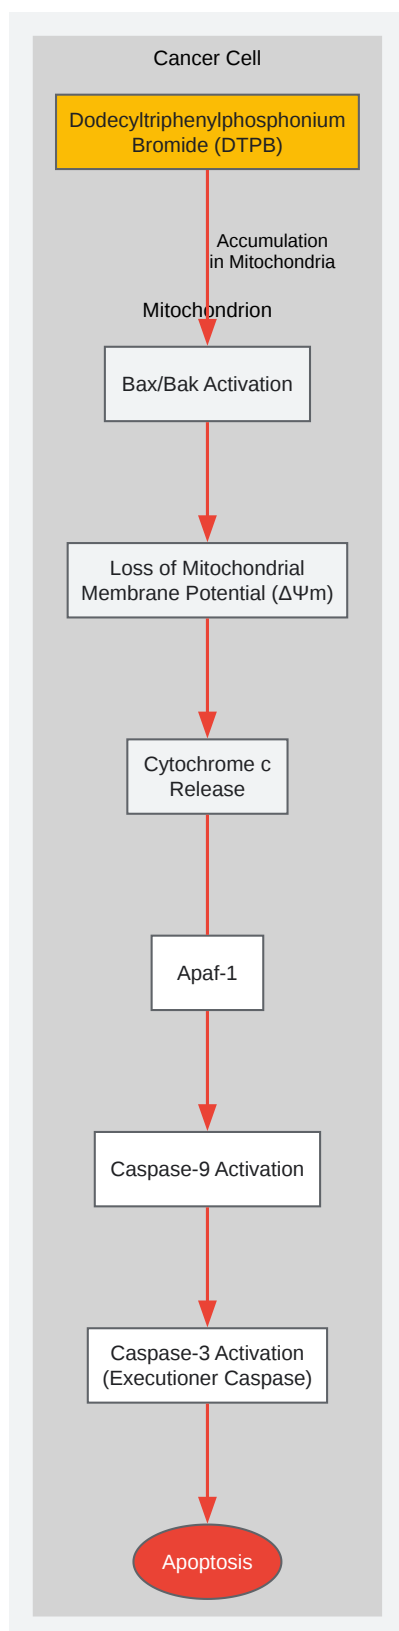 Cancer Cell
Dodecyltriphenylphosphonium
Bromide (DTPB)
Accumulation
in Mitochondria
Mitochondrion
Bax/Bak Activation
Loss of Mitochondrial
Membrane Potential (ΔΨm)
Cytochrome c
Release
Apaf-1
Caspase-9 Activation
Caspase-3 Activation
(Executioner Caspase)
Apoptosis